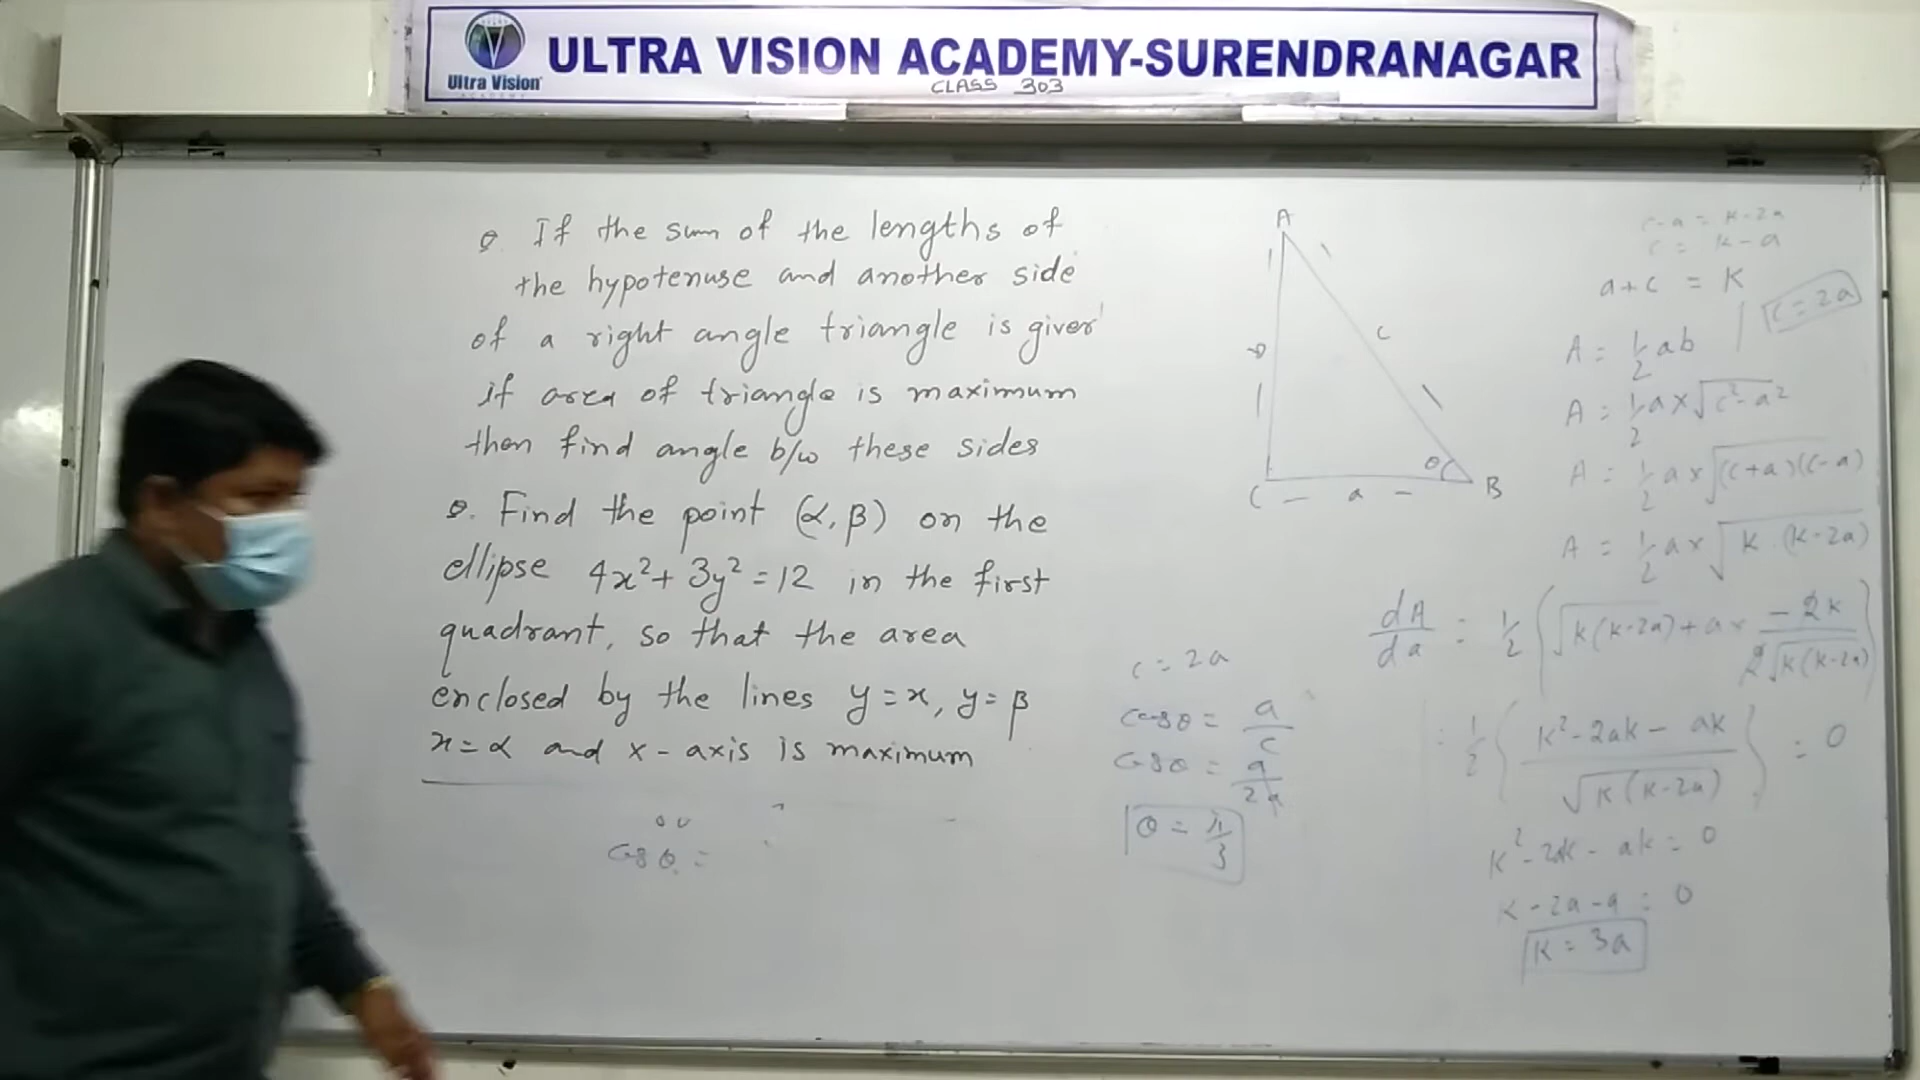 Ultra Vision
ACADEMY
ULTRA VISION ACADEMY-SURENDRANAGAR
CLASS 303
Q. If the sum of the lengths of
the hypotenuse and another side
of a right angle triangle is given
if area of triangle is maximum
then find angle b/w these sides
Q. Find the point (α, β) on the
ellipse 4x² + 3y² = 12 in the first
quadrant, so that the area
enclosed by the lines y = x, y = β
x = α and x-axis is maximum
Cos θ =
A
b
c
θ
C - a - B
c = 2a
Cos θ = a/c
Cos θ = a/2a
θ = π/3
c - a = K - 2a
c = K - a
a + c = K
c = 2a
A = 1/2 ab
A = 1/2 a x √c² - a²
A = 1/2 a x √(c + a)(c - a)
A = 1/2 a x √K (K - 2a)
dA/da = 1/2 { √K(K - 2a) + a x -2K / 2√K(K - 2a) }
= 1/2 { K² - 2aK - aK / √K(K - 2a) } = 0
K² - 2aK - aK = 0
K - 2a - a = 0
K = 3a